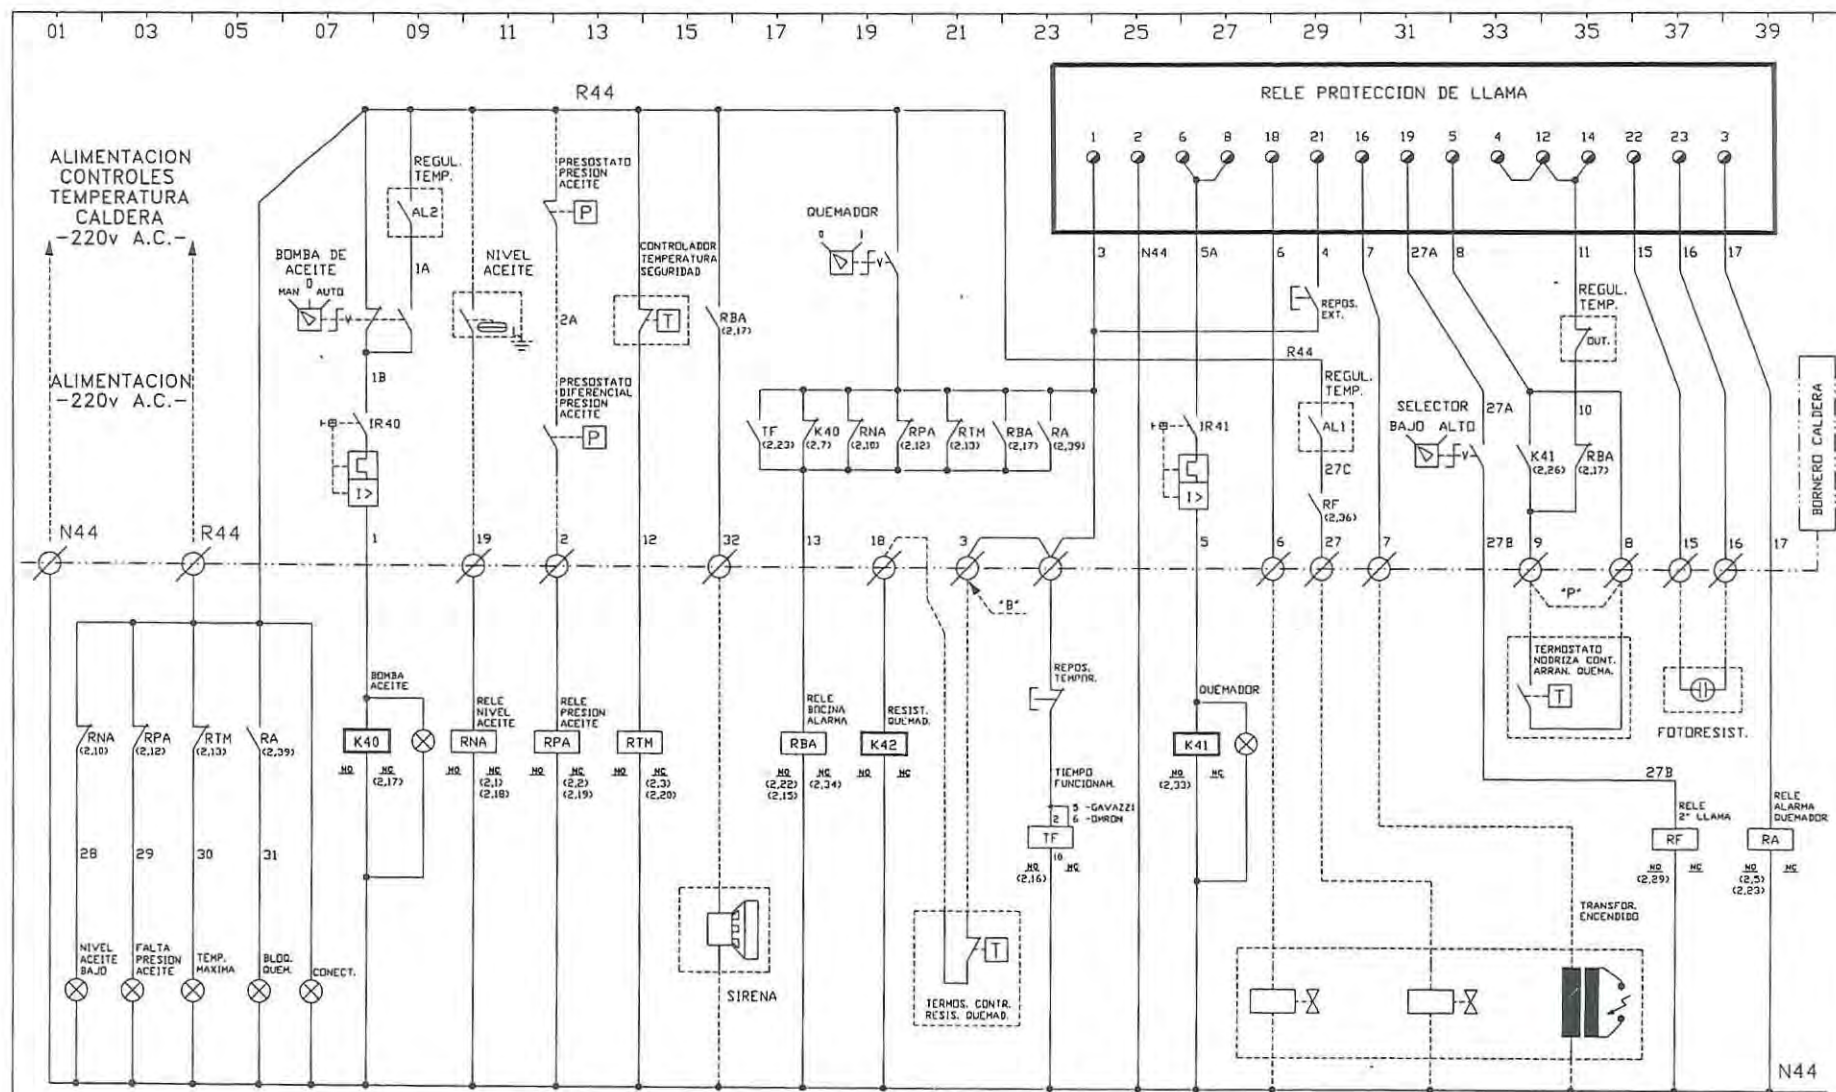 01 03 05 07 09 11 13 15 17 19 21 23 25 27 29 31 33 35 37 39
R44
RELE PROTECCION DE LLAMA
1 2 6 8 18 21 16 19 5 4 12 14 22 23 3
ALIMENTACION
CONTROLES
TEMPERATURA
CALDERA
-220v A.C.-
REGUL.
TEMP.
AL2
1A
PRESOSTATO
PRESION
ACEITE
P
QUEMADOR
0 1
V
3 N44 5A 6 4 7 27A 8 11 15 16 17
BOMBA DE
ACEITE
0
MAN AUTO
V
NIVEL
ACEITE
L
2A
CONTROLADOR
TEMPERATURA
SEGURIDAD
T
RBA
(2,17)
REPOS.
EXT.
R44
REGUL.
TEMP.
OUT.
ALIMENTACION
-220v A.C.-
1B
IR40
I>
PRESOSTATO
DIFERENCIAL
PRESION
ACEITE
P
TF
(2,23)
K40
(2,7)
RNA
(2,10)
RPA
(2,12)
RTM
(2,13)
RBA
(2,17)
RA
(2,39)
IR41
I>
REGUL.
TEMP.
AL1
27C
RF
(2,36)
SELECTOR
BAJO ALTO
V
27A
10
K41
(2,26)
RBA
(2,17)
BORNERO CALDERA
N44 R44 1 19 2 12 32 13 18 3 5 6 27 7 27B 9 8 15 16 17
"B"
"P"
RNA
(2,10)
RPA
(2,12)
RTM
(2,13)
RA
(2,39)
BOMBA
ACEITE
K40
NO NC
(2,17)
RELE
NIVEL
ACEITE
RNA
NO NC
(2,1)
(2,18)
RELE
PRESION
ACEITE
RPA
NO NC
(2,2)
(2,19)
RTM
NO NC
(2,3)
(2,20)
RELE
BOCINA
ALARMA
RBA
NO NC
(2,22) (2,34)
(2,15)
RESIST.
QUEMAD.
K42
NO NC
REPOS.
TEMPOR.
TIEMPO
FUNCIONAM.
5 -GAVAZZI
2 6 -OMRON
TF
10
NO NC
(2,16)
QUEMADOR
K41
NO NC
(2,33)
TERMOSTATO
NODRIZA CONT.
ARRAN. QUEMA.
T
FOTORESIST.
27B
RELE
2ª LLAMA
RF
NO NC
(2,29)
RELE
ALARMA
QUEMADOR
RA
NO NC
(2,5)
(2,23)
28 29 30 31
NIVEL
ACEITE
BAJO
FALTA
PRESION
ACEITE
TEMP.
MAXIMA
BLOQ.
QUEM.
CONECT.
SIRENA
T
TERMOS. CONTR.
RESIS. QUEMAD.
TRANSFOR.
ENCENDIDO
N44